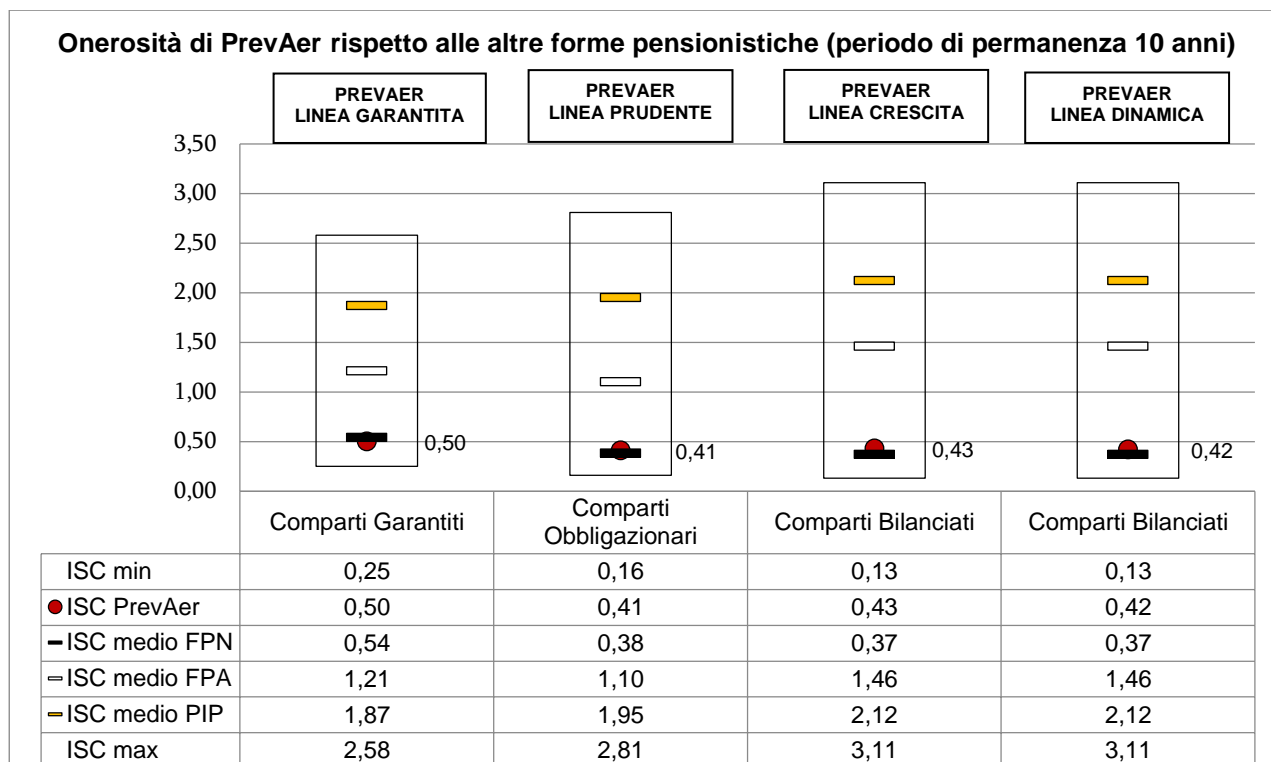 Onerosità di PrevAer rispetto alle altre forme pensionistiche (periodo di permanenza 10 anni)
PREVAER
LINEA GARANTITA
PREVAER
LINEA PRUDENTE
PREVAER
LINEA CRESCITA
PREVAER
LINEA DINAMICA
3,50
3,00
2,50
2,00
1,50
1,00
0,50
0,00
0,50
0,41
0,43
0,42
Comparti Garantiti
Comparti
Obbligazionari
Comparti Bilanciati
Comparti Bilanciati
ISC min 0,25 0,16 0,13 0,13
ISC PrevAer 0,50 0,41 0,43 0,42
ISC medio FPN 0,54 0,38 0,37 0,37
ISC medio FPA 1,21 1,10 1,46 1,46
ISC medio PIP 1,87 1,95 2,12 2,12
ISC max 2,58 2,81 3,11 3,11